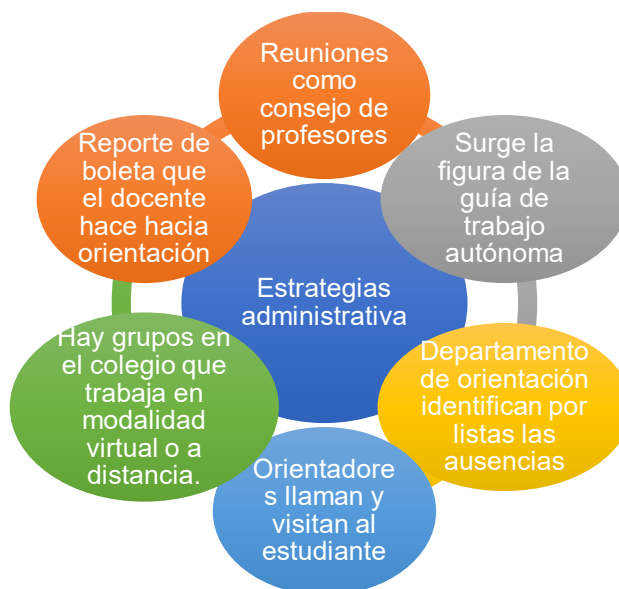 Reuniones
como
consejo de
profesores
Surge la
figura de la
guía de
trabajo
autónoma
Departamento
de orientación
identifican por
listas las
ausencias
Orientadore
s llaman y
visitan al
estudiante
Hay grupos en
el colegio que
trabaja en
modalidad
virtual o a
distancia.
Reporte de
boleta que
el docente
hace hacia
orientación
Estrategias
administrativa